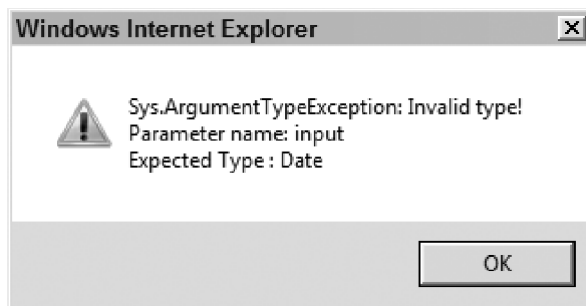 Windows Internet Explorer
Sys.ArgumentTypeException: Invalid type!
Parameter name: input
Expected Type : Date
OK